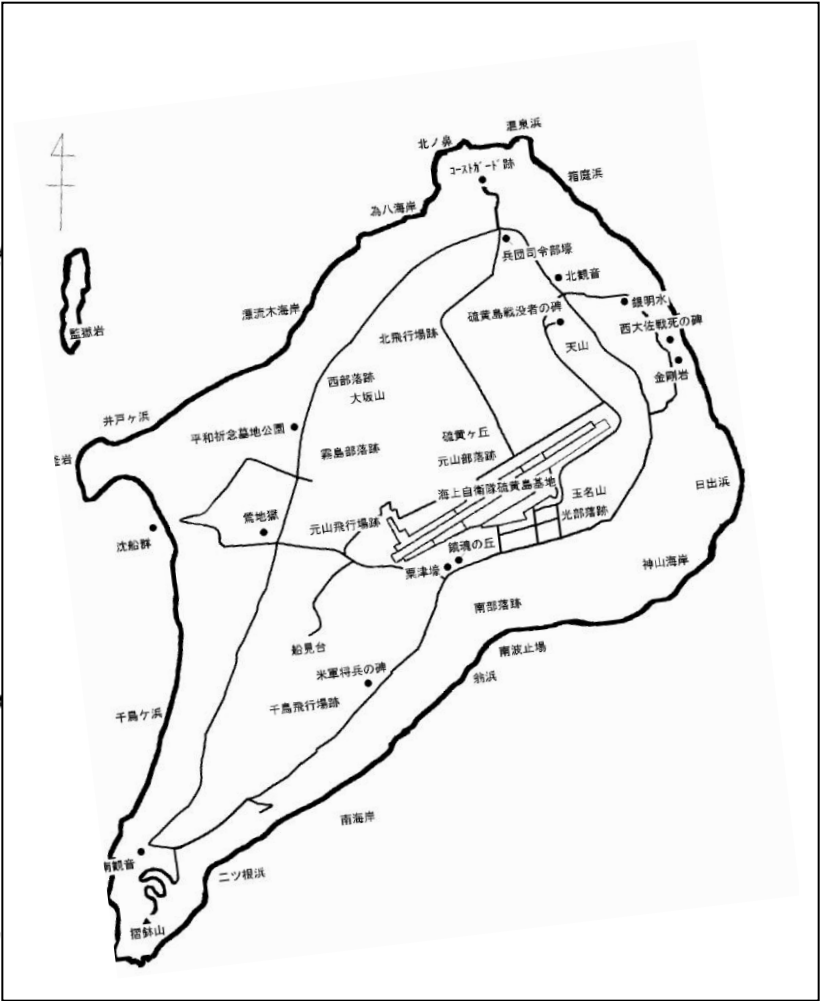 温泉浜
北ノ鼻
コーストガード跡
箱庭浜
為八海岸
兵団司令部壕
北観音
銀明水
漂流木海岸
硫黄島戦没者の碑
西大佐戦死の碑
監獄岩
北飛行場跡
天山
金剛岩
西部落跡
大坂山
井戸ヶ浜
平和祈念墓地公園
硫黄ヶ丘
釜岩
霧島部落跡
元山部落跡
海上自衛隊硫黄島基地
玉名山
日出浜
鶯地獄
元山飛行場跡
光部落跡
沈船群
鎮魂の丘
粟津壕
神山海岸
南部落跡
船見台
南波止場
米軍将兵の碑
翁浜
千鳥飛行場跡
千鳥ヶ浜
南海岸
南観音
二ツ根浜
摺鉢山